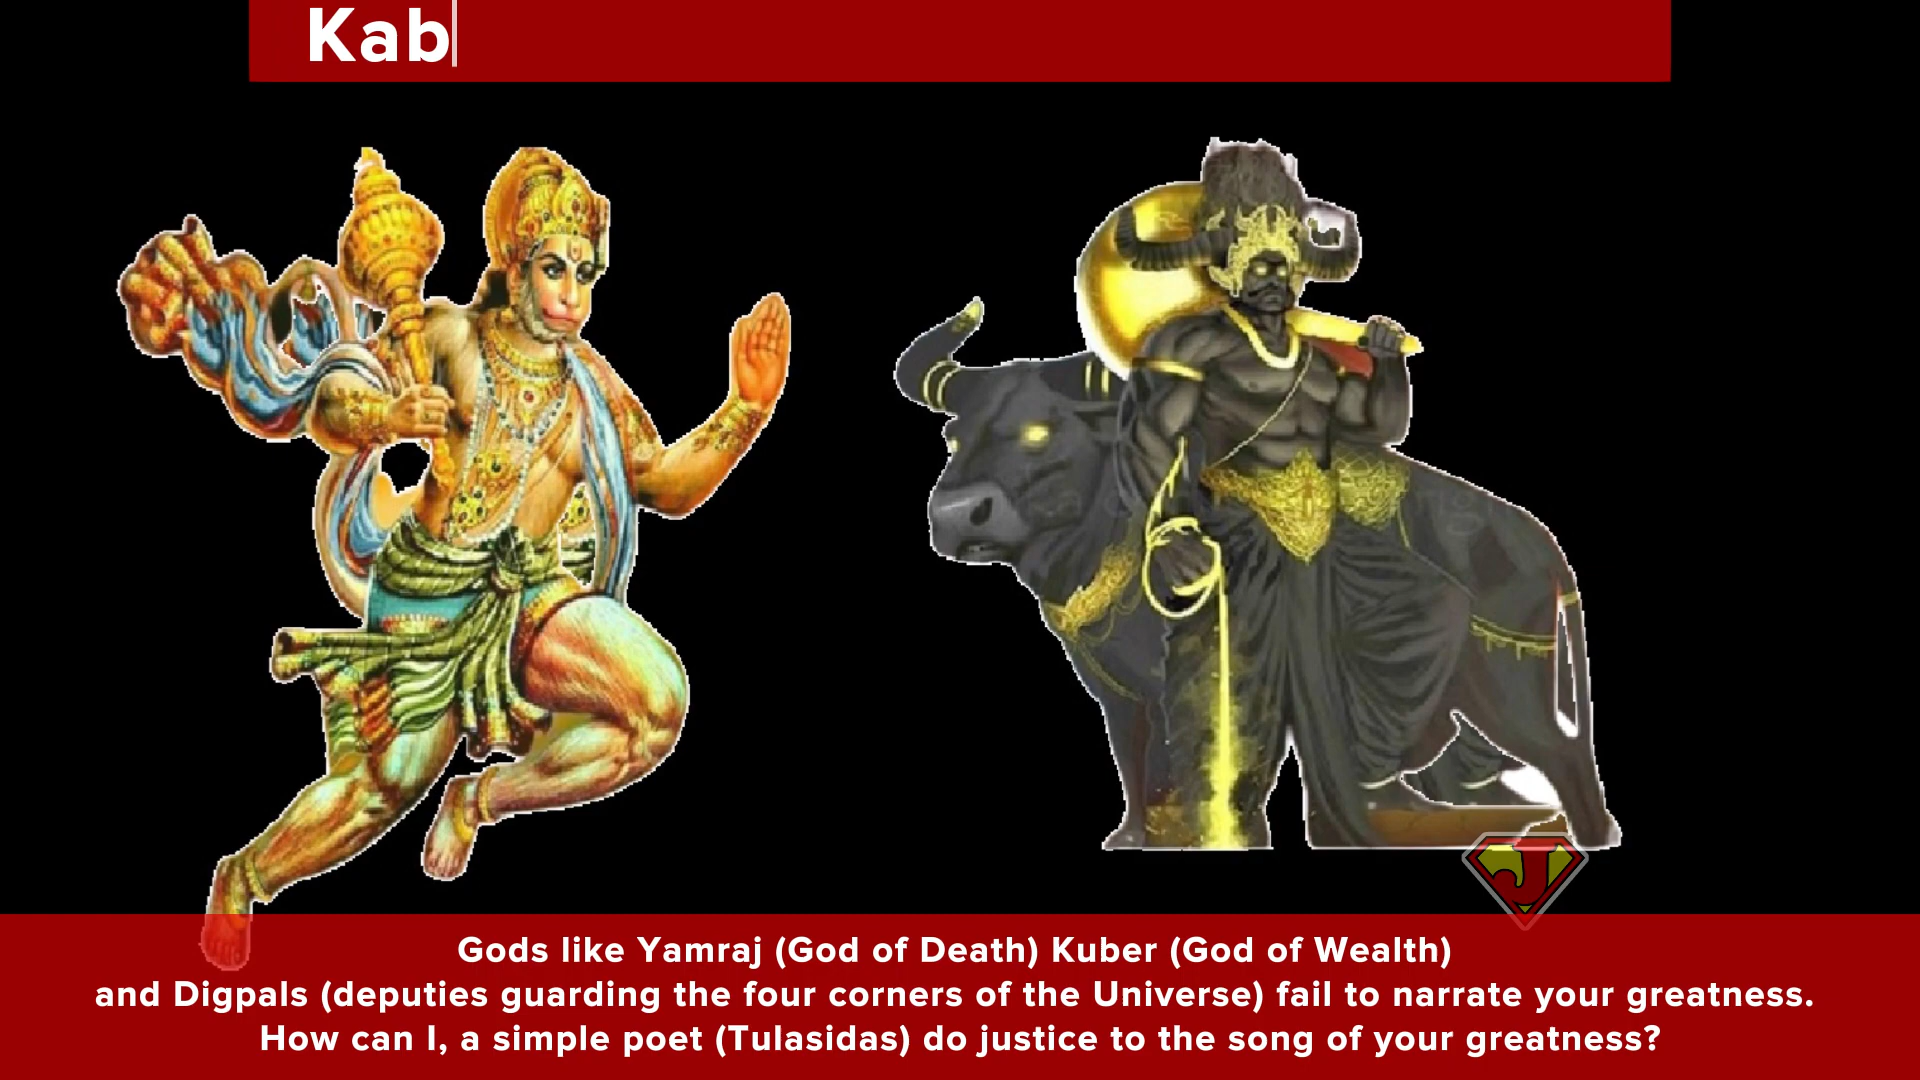 Kab
Gods like Yamraj (God of Death) Kuber (God of Wealth)
and Digpals (deputies guarding the four corners of the Universe) fail to narrate your greatness.
How can I, a simple poet (Tulasidas) do justice to the song of your greatness?
J